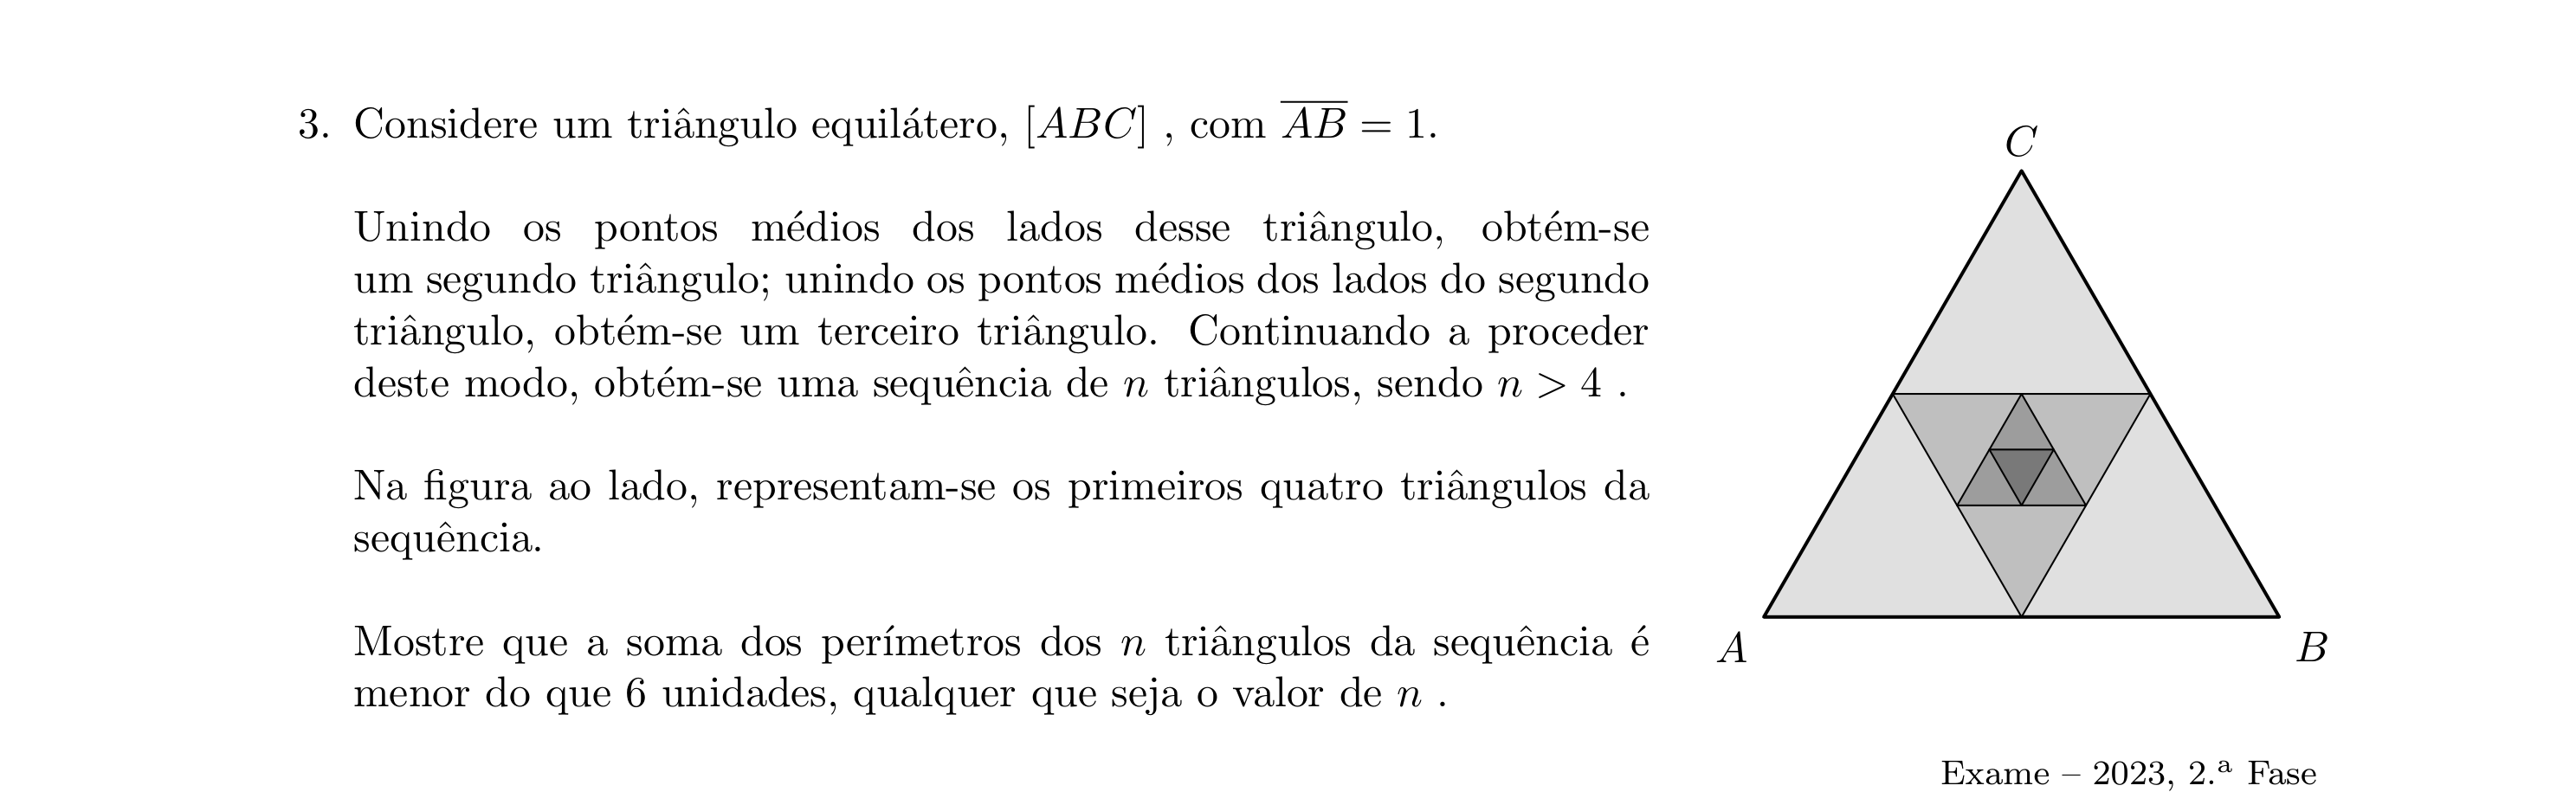 3. Considere um triângulo equilátero, [ABC] , com \overline{AB} = 1.
Unindo os pontos médios dos lados desse triângulo, obtém-se
um segundo triângulo; unindo os pontos médios dos lados do segundo
triângulo, obtém-se um terceiro triângulo. Continuando a proceder
deste modo, obtém-se uma sequência de n triângulos, sendo n > 4 .
Na figura ao lado, representam-se os primeiros quatro triângulos da
sequência.
Mostre que a soma dos perímetros dos n triângulos da sequência é
menor do que 6 unidades, qualquer que seja o valor de n .
C
A
B
Exame – 2023, 2.ª Fase